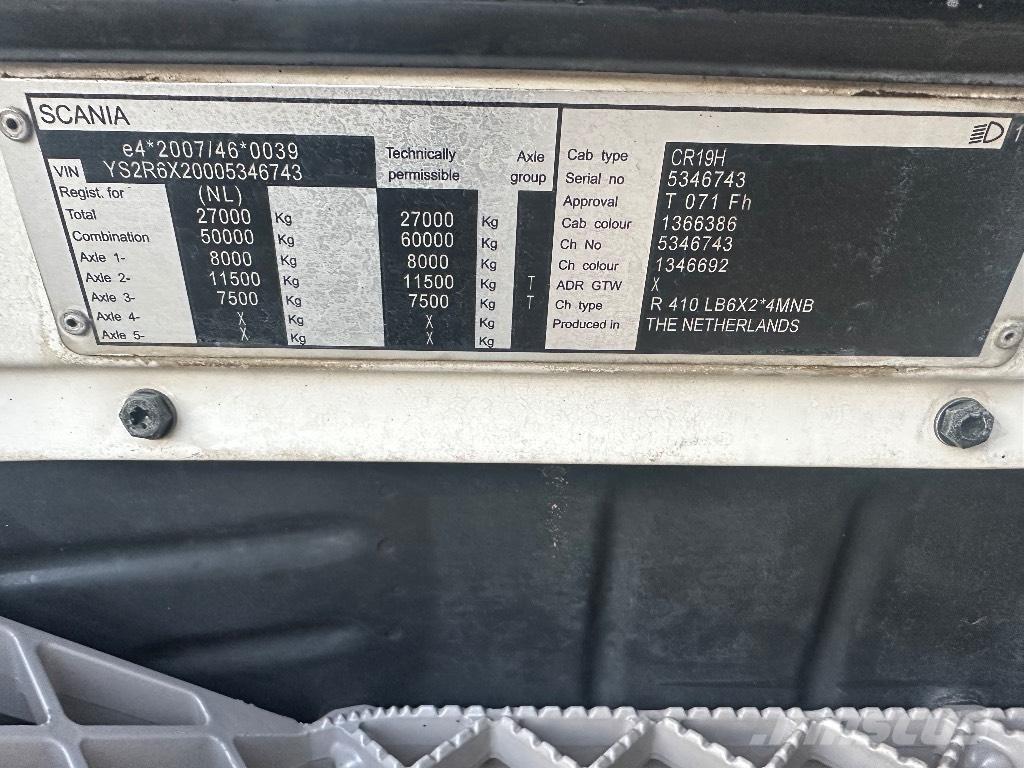 SCANIA
e4*2007/46*0039
VIN YS2R6X20005346743
Technically permissible
Axle group
Regist. for (NL)
Total 27000 Kg 27000 Kg
Combination 50000 Kg 60000 Kg
Axle 1- 8000 Kg 8000 Kg
Axle 2- 11500 Kg 11500 Kg T
Axle 3- 7500 Kg 7500 Kg T
Axle 4- X Kg X Kg
Axle 5- X Kg X Kg
1
Cab type CR19H
Serial no 5346743
Approval T 071 Fh
Cab colour 1366386
Ch No 5346743
Ch colour 1346692
ADR GTW X
Ch type R 410 LB6X2*4MNB
Produced in THE NETHERLANDS
mascus